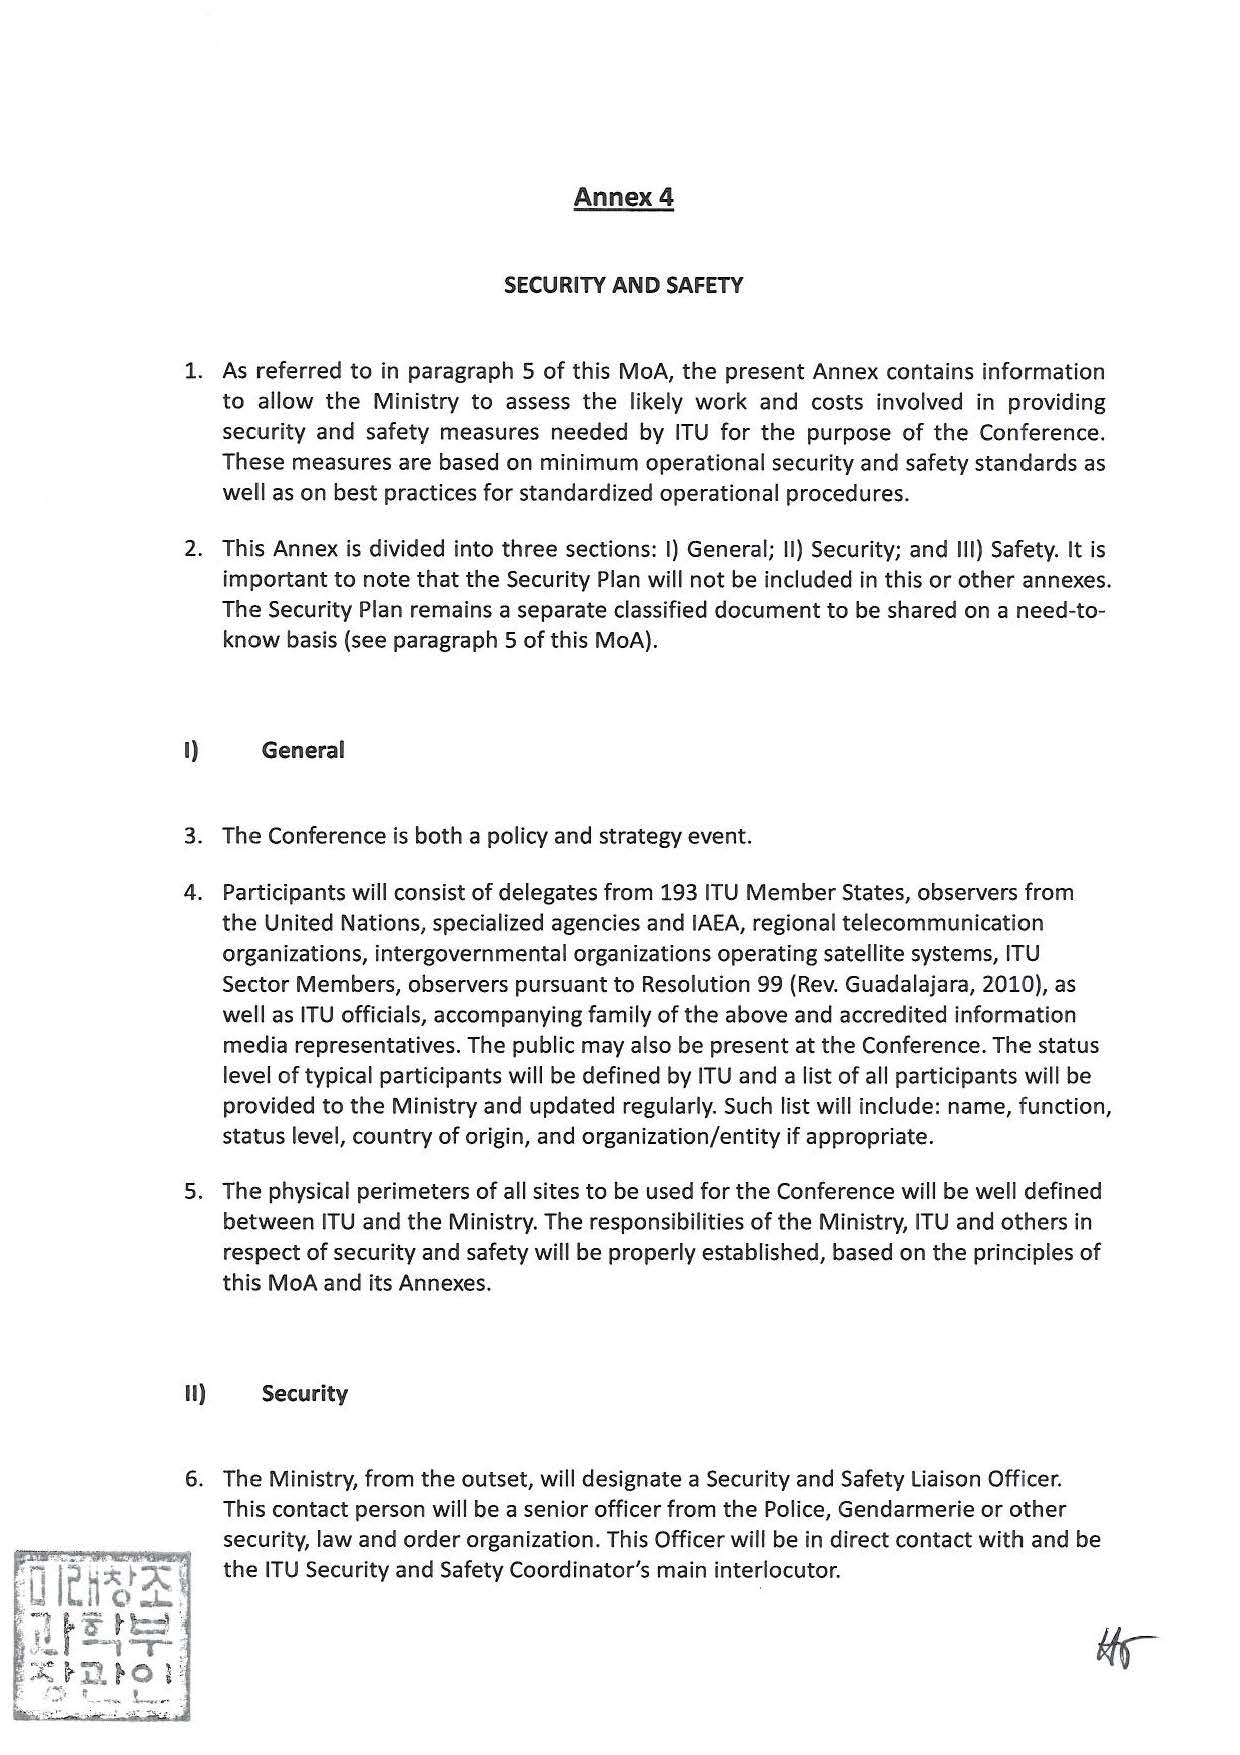 Annex 4
SECURITY AND SAFETY
1. As referred to in paragraph 5 of this MoA, the present Annex contains information
to allow the Ministry to assess the likely work and costs involved in providing
security and safety measures needed by ITU for the purpose of the Conference.
These measures are based on minimum operational security and safety standards as
well as on best practices for standardized operational procedures.
2. This Annex is divided into three sections: I) General; II) Security; and III) Safety. It is
important to note that the Security Plan will not be included in this or other annexes.
The Security Plan remains a separate classified document to be shared on a need-to-
know basis (see paragraph 5 of this MoA).
I) General
3. The Conference is both a policy and strategy event.
4. Participants will consist of delegates from 193 ITU Member States, observers from
the United Nations, specialized agencies and IAEA, regional telecommunication
organizations, intergovernmental organizations operating satellite systems, ITU
Sector Members, observers pursuant to Resolution 99 (Rev. Guadalajara, 2010), as
well as ITU officials, accompanying family of the above and accredited information
media representatives. The public may also be present at the Conference. The status
level of typical participants will be defined by ITU and a list of all participants will be
provided to the Ministry and updated regularly. Such list will include: name, function,
status level, country of origin, and organization/entity if appropriate.
5. The physical perimeters of all sites to be used for the Conference will be well defined
between ITU and the Ministry. The responsibilities of the Ministry, ITU and others in
respect of security and safety will be properly established, based on the principles of
this MoA and its Annexes.
II) Security
6. The Ministry, from the outset, will designate a Security and Safety Liaison Officer.
This contact person will be a senior officer from the Police, Gendarmerie or other
security, law and order organization. This Officer will be in direct contact with and be
the ITU Security and Safety Coordinator's main interlocutor.
미래창조
과학부
장관인